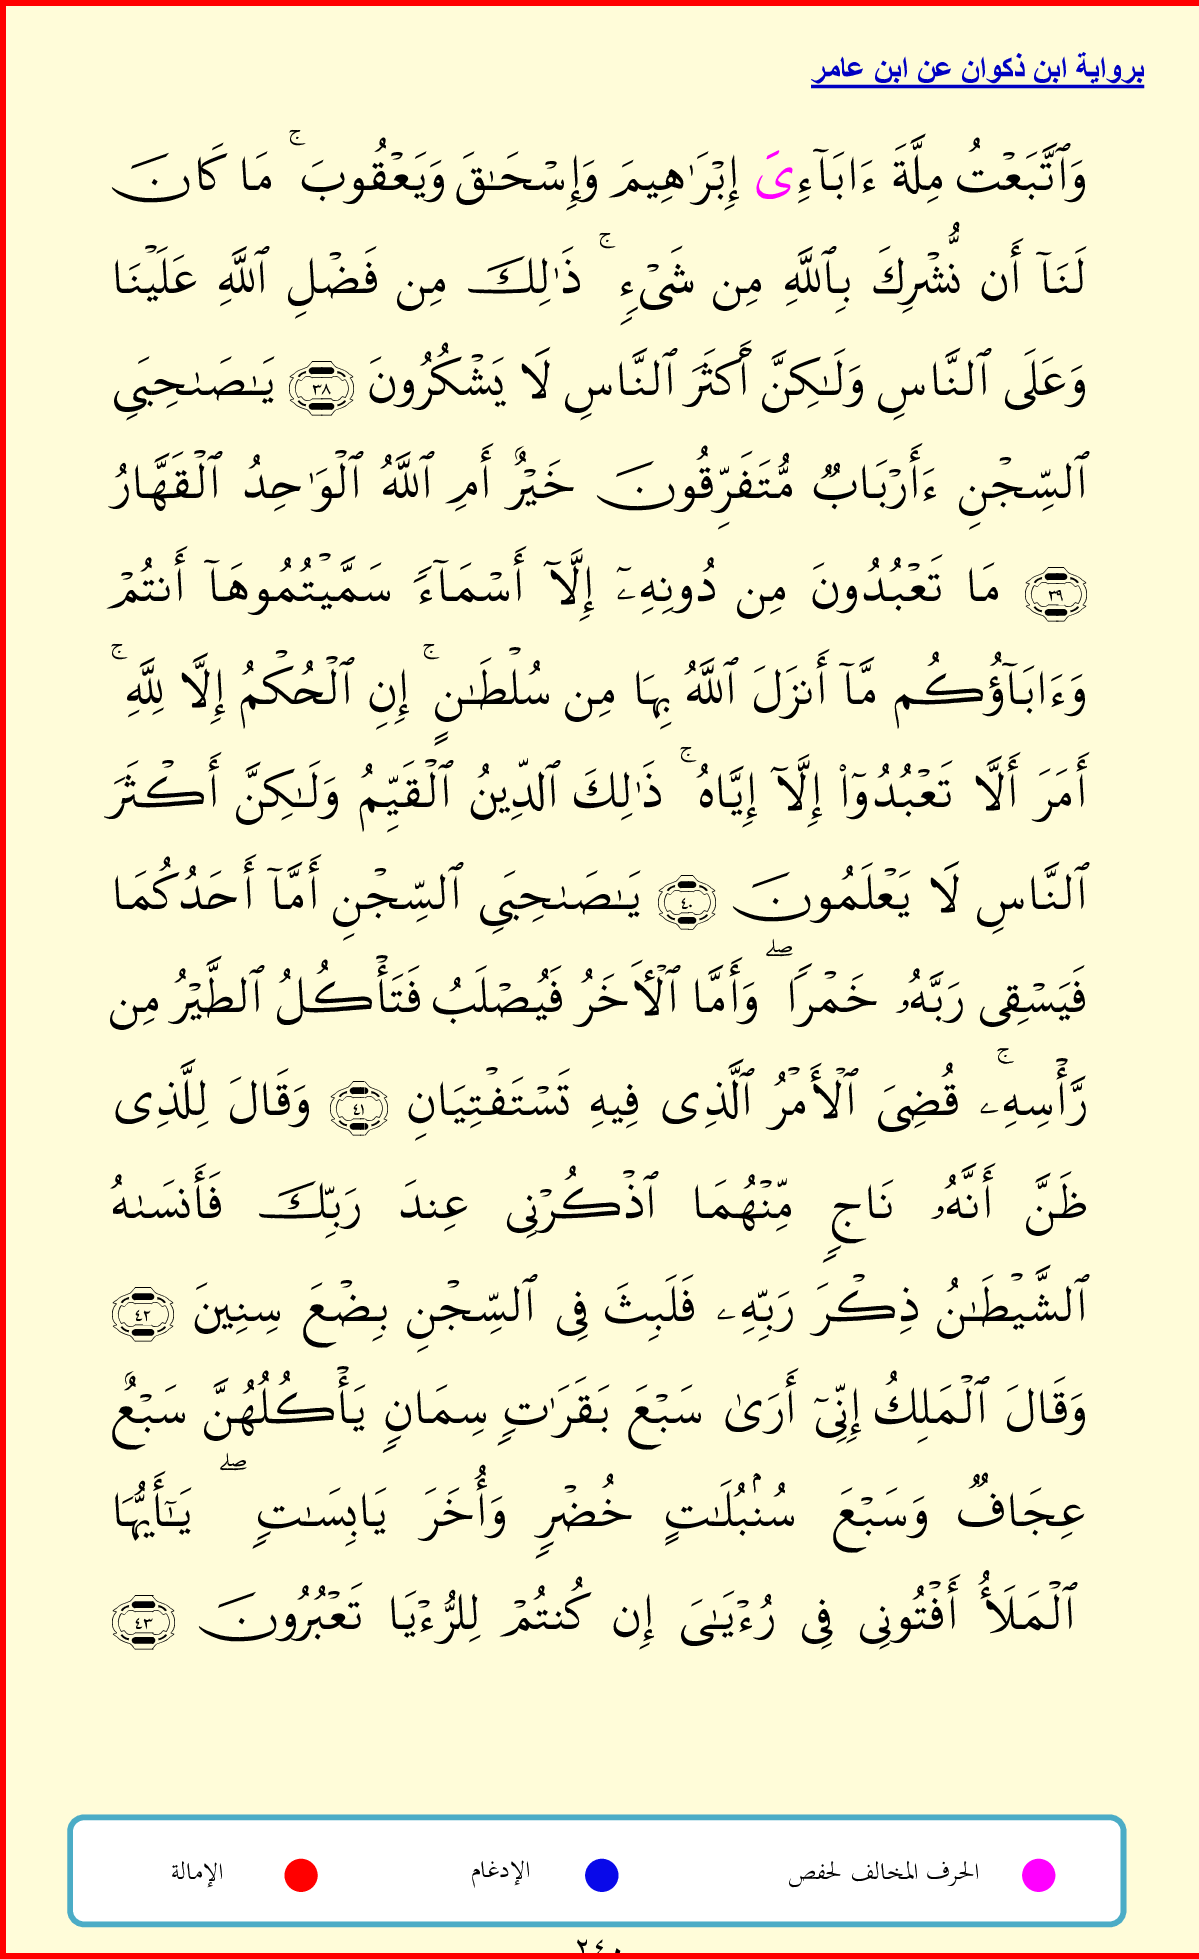 برواية ابن ذكوان عن ابن عامر
وَٱتَّبَعۡتُ مِلَّةَ ءَابَآءِيَ إِبۡرَٰهِيمَ وَإِسۡحَٰقَ وَيَعۡقُوبَۚ مَا كَانَ
لَنَآ أَن نُّشۡرِكَ بِٱللَّهِ مِن شَيۡءٖۚ ذَٰلِكَ مِن فَضۡلِ ٱللَّهِ عَلَيۡنَا
وَعَلَى ٱلنَّاسِ وَلَٰكِنَّ أَكۡثَرَ ٱلنَّاسِ لَا يَشۡكُرُونَ ٣٨ يَٰصَٰحِبَيِ
ٱلسِّجۡنِ ءَأَرۡبَابٞ مُّتَفَرِّقُونَ خَيۡرٌ أَمِ ٱللَّهُ ٱلۡوَٰحِدُ ٱلۡقَهَّارُ
٣٩ مَا تَعۡبُدُونَ مِن دُونِهِۦٓ إِلَّآ أَسۡمَآءٗ سَمَّيۡتُمُوهَآ أَنتُمۡ
وَءَابَآؤُكُم مَّآ أَنزَلَ ٱللَّهُ بِهَا مِن سُلۡطَٰنٍۚ إِنِ ٱلۡحُكۡمُ إِلَّا لِلَّهِۚ
أَمَرَ أَلَّا تَعۡبُدُوٓاْ إِلَّآ إِيَّاهُۚ ذَٰلِكَ ٱلدِّينُ ٱلۡقَيِّمُ وَلَٰكِنَّ أَكۡثَرَ
ٱلنَّاسِ لَا يَعۡلَمُونَ ٤٠ يَٰصَٰحِبَيِ ٱلسِّجۡنِ أَمَّآ أَحَدُكُمَا
فَيَسۡقِي رَبَّهُۥ خَمۡرٗاۖ وَأَمَّا ٱلۡأٓخَرُ فَيُصۡلَبُ فَتَأۡكُلُ ٱلطَّيۡرُ مِن
رَّأۡسِهِۦۚ قُضِيَ ٱلۡأَمۡرُ ٱلَّذِي فِيهِ تَسۡتَفۡتِيَانِ ٤١ وَقَالَ لِلَّذِي
ظَنَّ أَنَّهُۥ نَاجٖ مِّنۡهُمَا ٱذۡكُرۡنِي عِندَ رَبِّكَ فَأَنسَىٰهُ
ٱلشَّيۡطَٰنُ ذِكۡرَ رَبِّهِۦ فَلَبِثَ فِي ٱلسِّجۡنِ بِضۡعَ سِنِينَ ٤٢
وَقَالَ ٱلۡمَلِكُ إِنِّيٓ أَرَىٰ سَبۡعَ بَقَرَٰتٖ سِمَانٖ يَأۡكُلُهُنَّ سَبۡعٌ
عِجَافٞ وَسَبۡعَ سُنۢبُلَٰتٍ خُضۡرٖ وَأُخَرَ يَابِسَٰتٖۖ يَٰٓأَيُّهَا
ٱلۡمَلَأُ أَفۡتُونِي فِي رُءۡيَٰيَ إِن كُنتُمۡ لِلرُّءۡيَا تَعۡبُرُونَ ٤٣
الحرف المخالف لحفص الإدغام الإمالة
٢٤٠